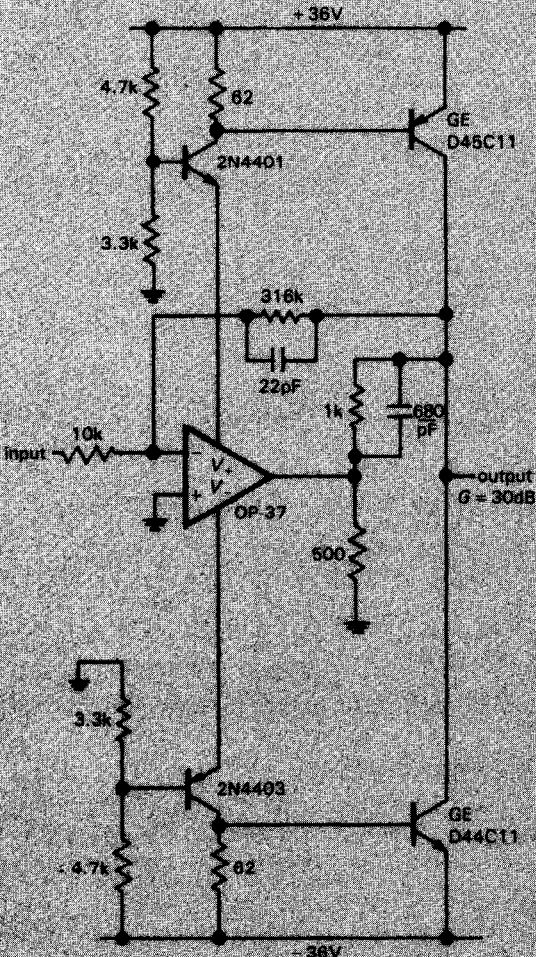 +36V
4.7k
62
GE
D45C11
2N4401
3.3k
316k
22pF
1k
680
pF
input
10k
−
V+
V-
+
OP-37
output
G = 30dB
500
3.3k
2N4403
GE
D44C11
4.7k
62
−36V